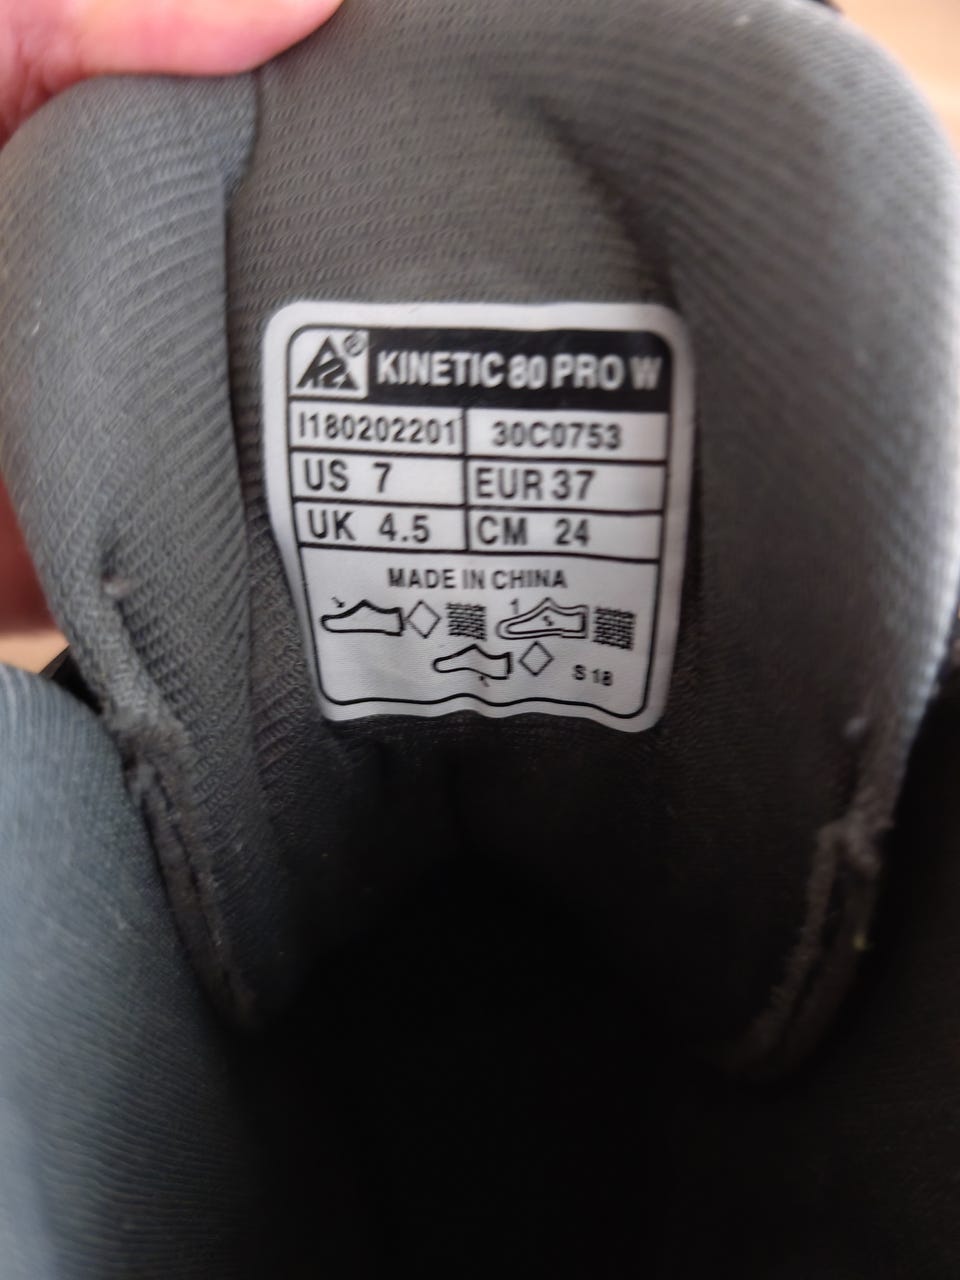 K2® KINETIC 80 PRO W
I180202201 30C0753
US 7 EUR 37
UK 4.5 CM 24
MADE IN CHINA
1
S 18